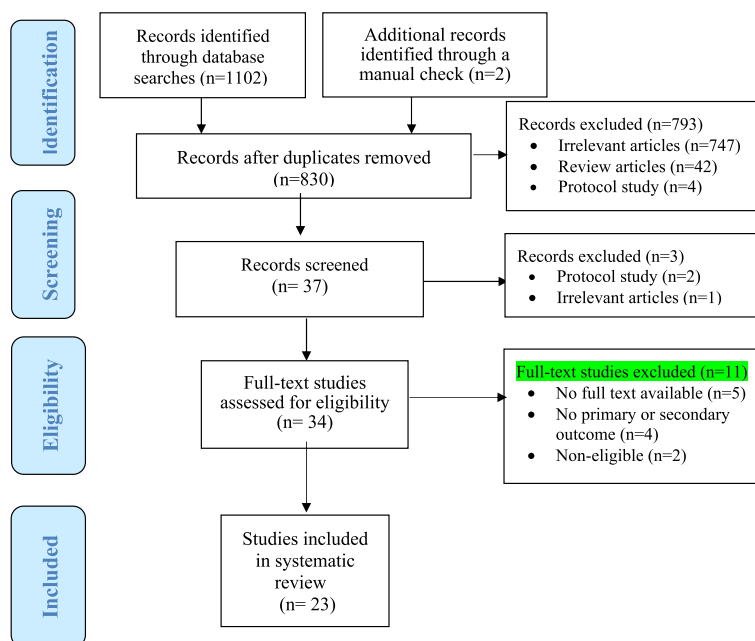 Identification
Records identified
through database
searches (n=1102)
Additional records
identified through a
manual check (n=2)
Records after duplicates removed
(n=830)
Records excluded (n=793)
• Irrelevant articles (n=747)
• Review articles (n=42)
• Protocol study (n=4)
Screening
Records screened
(n= 37)
Records excluded (n=3)
• Protocol study (n=2)
• Irrelevant articles (n=1)
Eligibility
Full-text studies
assessed for eligibility
(n= 34)
Full-text studies excluded (n=11)
• No full text available (n=5)
• No primary or secondary
outcome (n=4)
• Non-eligible (n=2)
Included
Studies included
in systematic
review
(n= 23)